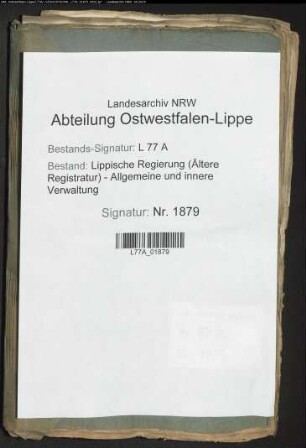 Landesarchiv NRW
Abteilung Ostwestfalen-Lippe
Bestands-Signatur: L 77 A
Bestand: Lippische Regierung (Ältere
Registratur) - Allgemeine und innere
Verwaltung
Signatur: Nr. 1879
L77A_01879